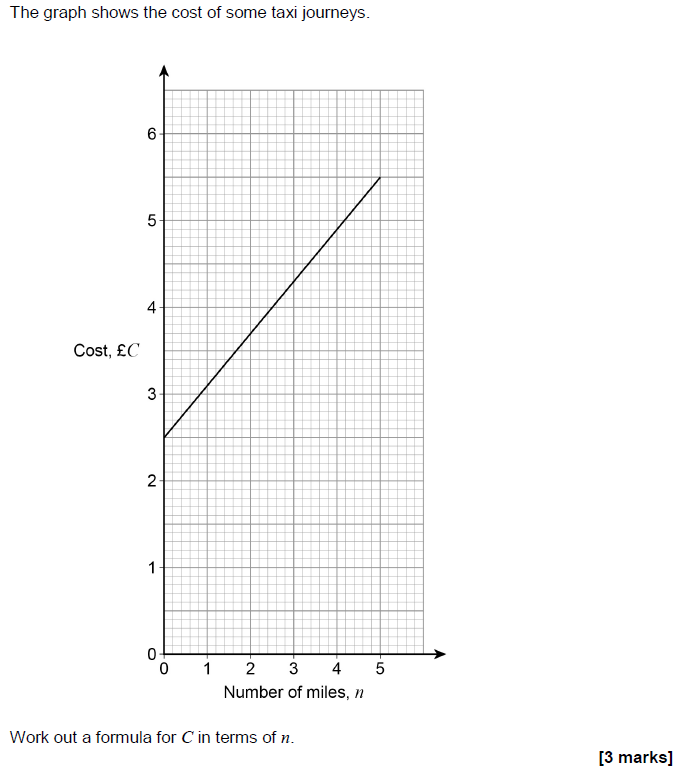 The graph shows the cost of some taxi journeys.
6
5
4
Cost, £C
3
2
1
0
0 1 2 3 4 5
Number of miles, n
Work out a formula for C in terms of n.
[3 marks]